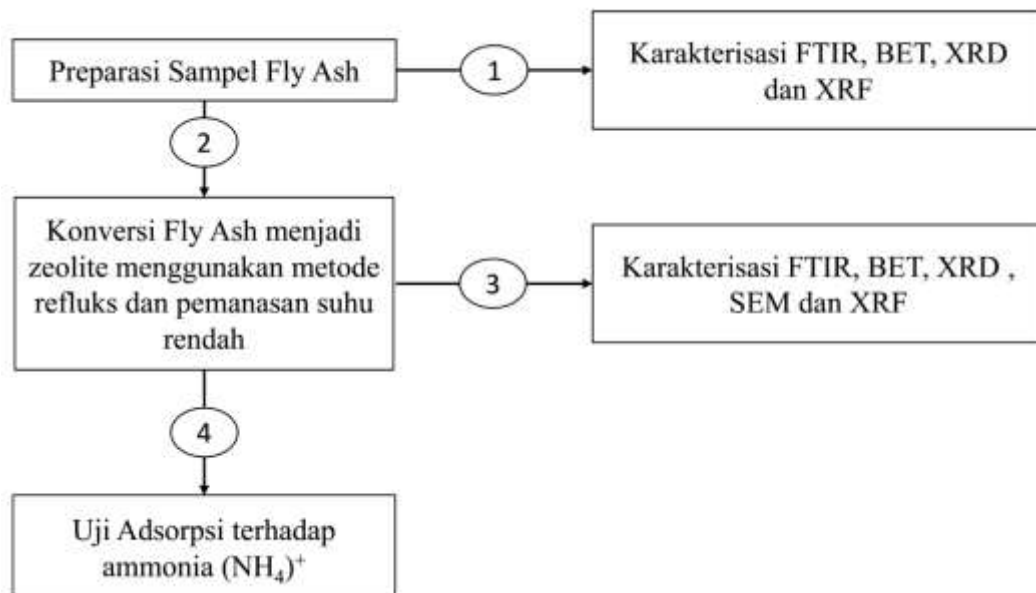 Preparasi Sampel Fly Ash
1
Karakterisasi FTIR, BET, XRD
dan XRF
2
Konversi Fly Ash menjadi
zeolite menggunakan metode
refluks dan pemanasan suhu
rendah
3
Karakterisasi FTIR, BET, XRD ,
SEM dan XRF
4
Uji Adsorpsi terhadap
ammonia (NH₄)⁺